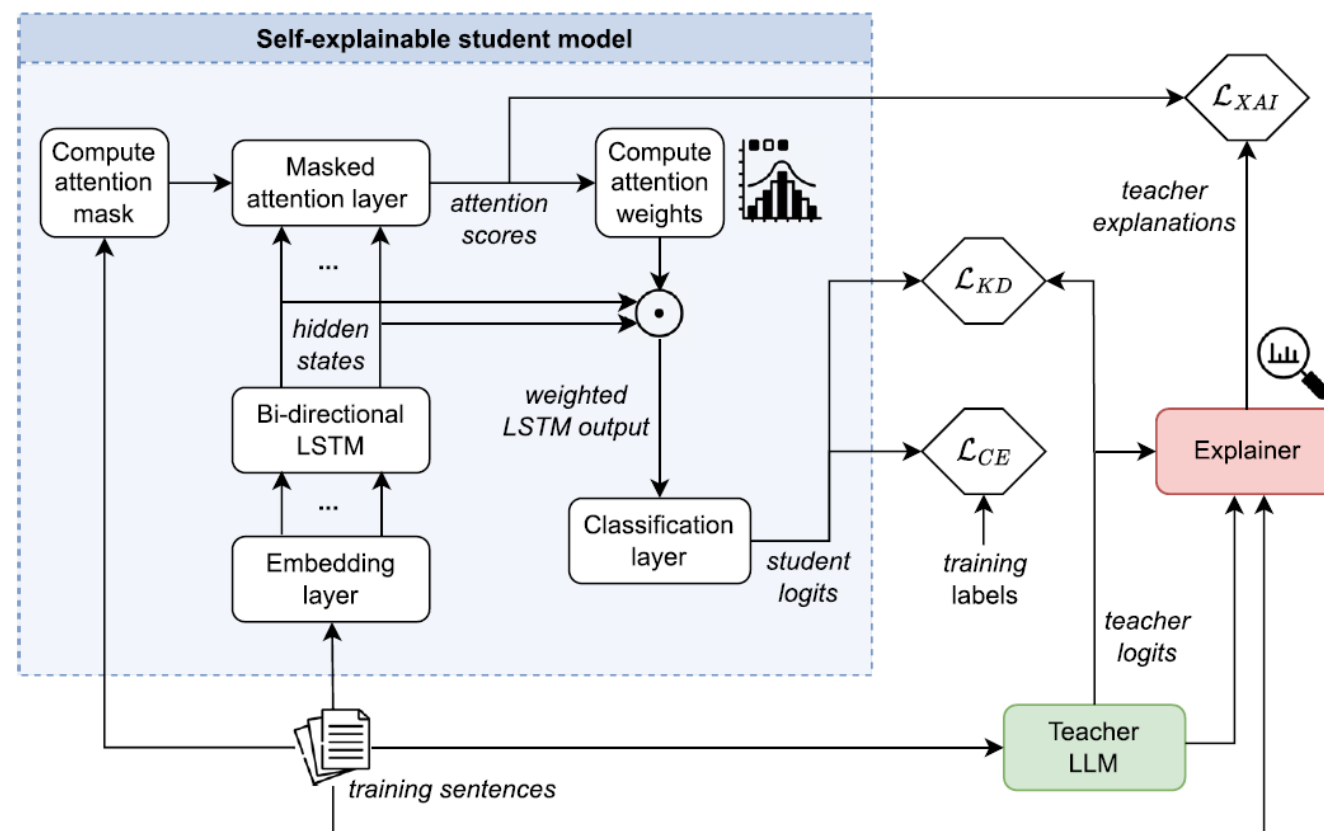 Self-explainable student model
ℒ_XAI
Compute
attention
mask
Masked
attention layer
attention
scores
Compute
attention
weights
teacher
explanations
...
hidden
states
ℒ_KD
Bi-directional
LSTM
weighted
LSTM output
ℒ_CE
Explainer
...
Embedding
layer
Classification
layer
student
logits
training
labels
teacher
logits
Teacher
LLM
training sentences